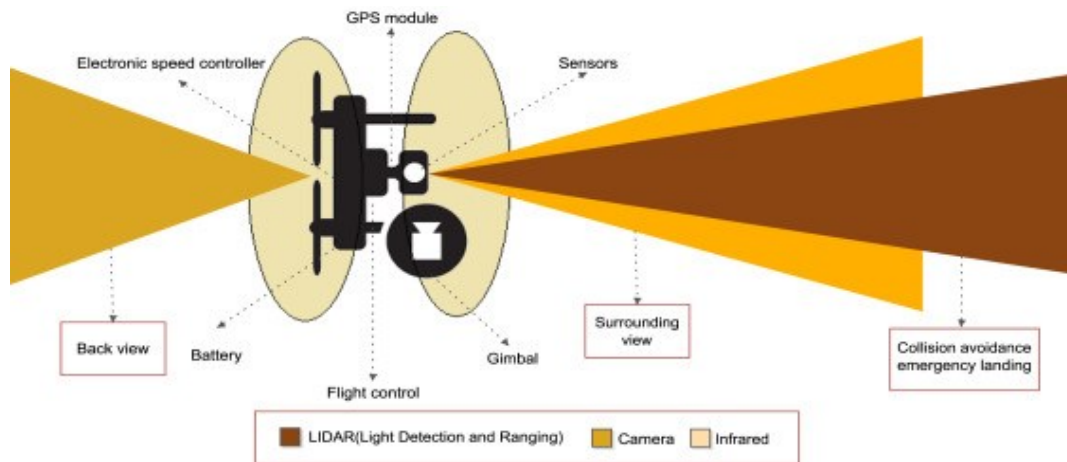 GPS module
Electronic speed controller
Sensors
Back view
Battery
Flight control
Gimbal
Surrounding
view
Collision avoidance
emergency landing
LIDAR(Light Detection and Ranging)
Camera
Infrared